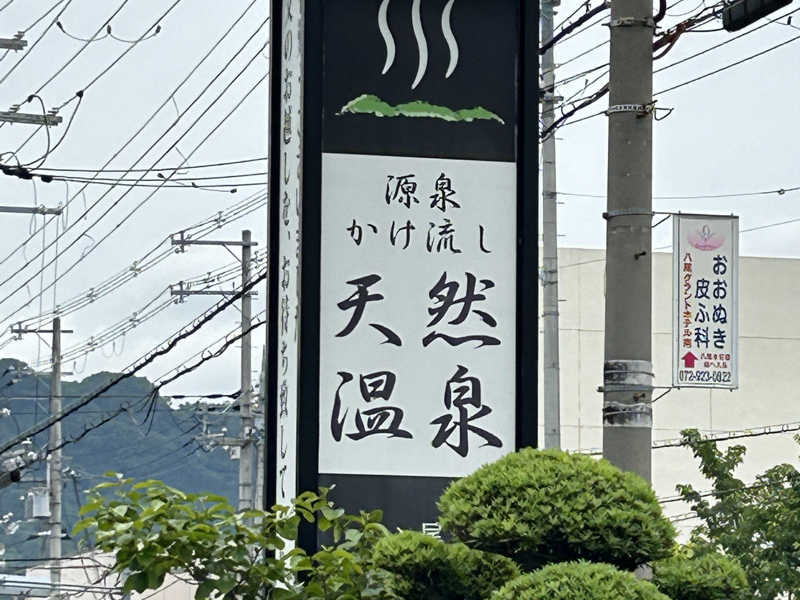 源泉
かけ流し
天然
温泉
おおぬき
皮ふ科
八尾グランドホテル南
072-923-0822